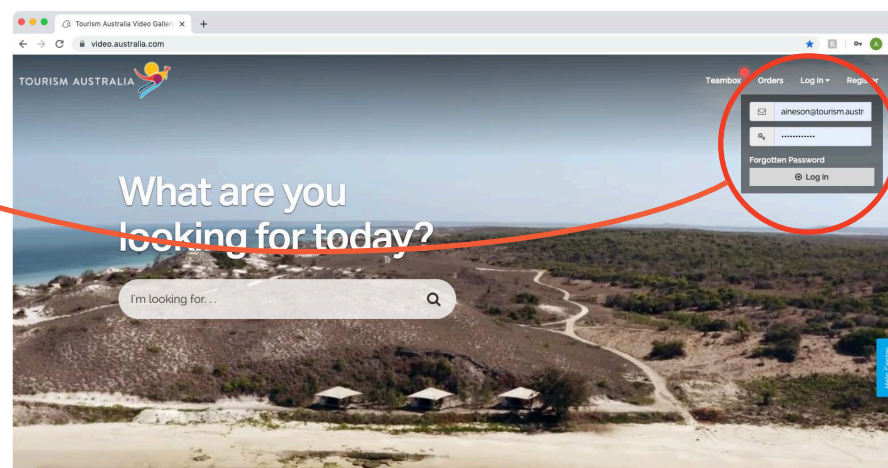 Tourism Australia Video Galler
video.australia.com
A
TOURISM AUSTRALIA
Teambox Orders Log in Register
aineson@tourism.austr
Forgotten Password
Log in
What are you
looking for today?
I'm looking for...